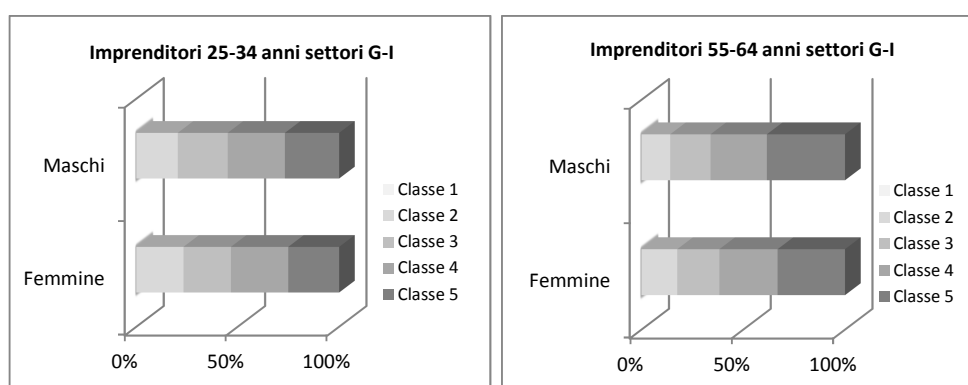 Imprenditori 25-34 anni settori G-I
Maschi
Femmine
0%
50%
100%
Classe 1
Classe 2
Classe 3
Classe 4
Classe 5
Imprenditori 55-64 anni settori G-I
Maschi
Femmine
0%
50%
100%
Classe 1
Classe 2
Classe 3
Classe 4
Classe 5